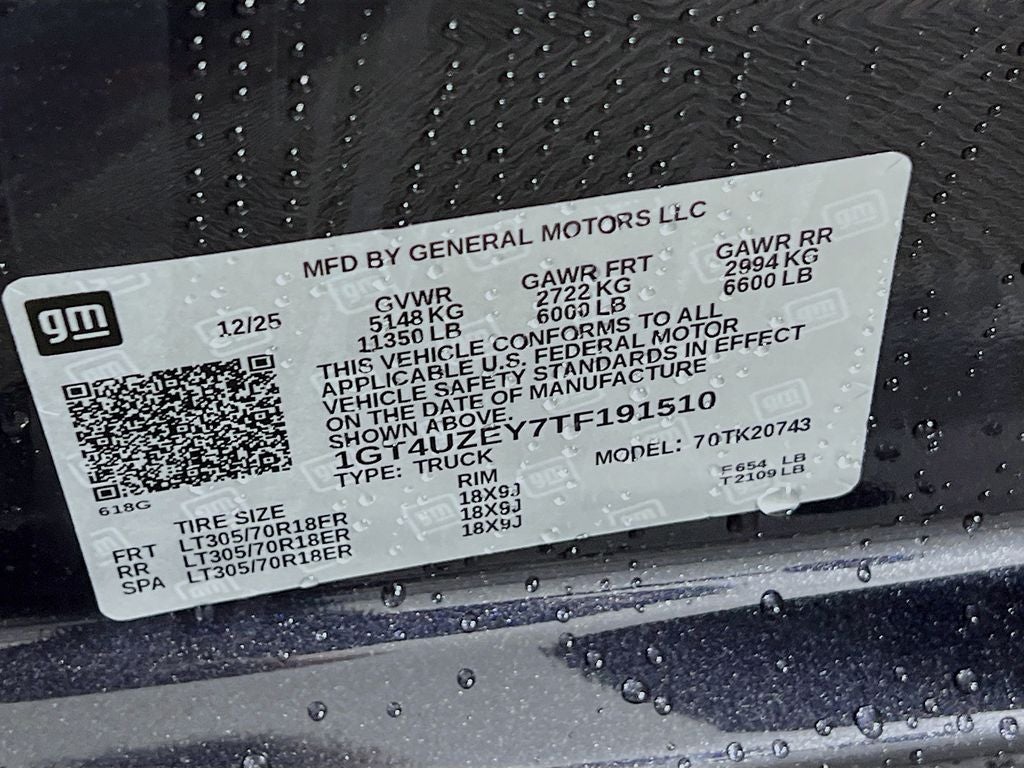 MFD BY GENERAL MOTORS LLC
gm
12/25
GVWR GAWR FRT GAWR RR
5148 KG 2722 KG 2994 KG
11350 LB 6000 LB 6600 LB
THIS VEHICLE CONFORMS TO ALL
APPLICABLE U.S. FEDERAL MOTOR
VEHICLE SAFETY STANDARDS IN EFFECT
ON THE DATE OF MANUFACTURE
SHOWN ABOVE.
1GT4UZEY7TF191510
TYPE: TRUCK MODEL: 70TK20743
618G
F 654 LB
T 2109 LB
TIRE SIZE RIM
FRT LT305/70R18ER 18X9J
RR LT305/70R18ER 18X9J
SPA LT305/70R18ER 18X9J